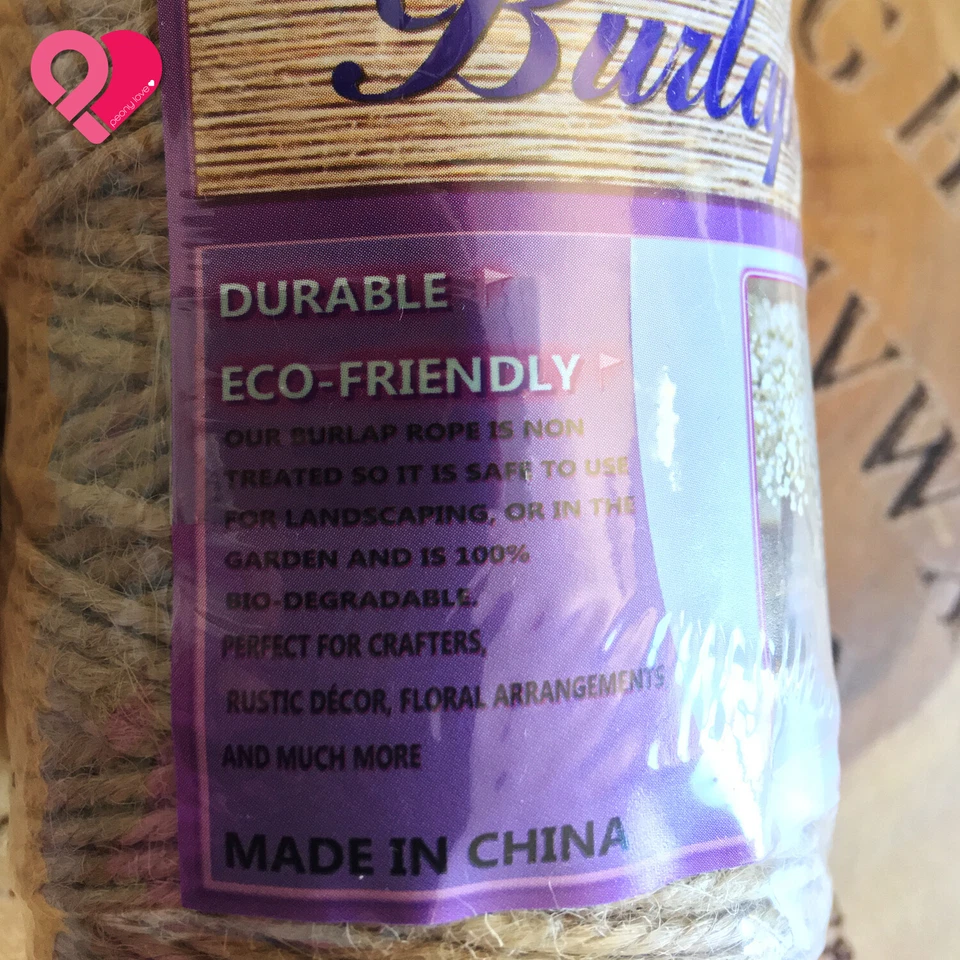 peony love
Burlap
DURABLE
ECO-FRIENDLY
OUR BURLAP ROPE IS NON
TREATED SO IT IS SAFE TO USE
FOR LANDSCAPING, OR IN THE
GARDEN AND IS 100%
BIO-DEGRADABLE.
PERFECT FOR CRAFTERS,
RUSTIC DÉCOR, FLORAL ARRANGEMENTS
AND MUCH MORE
MADE IN CHINA